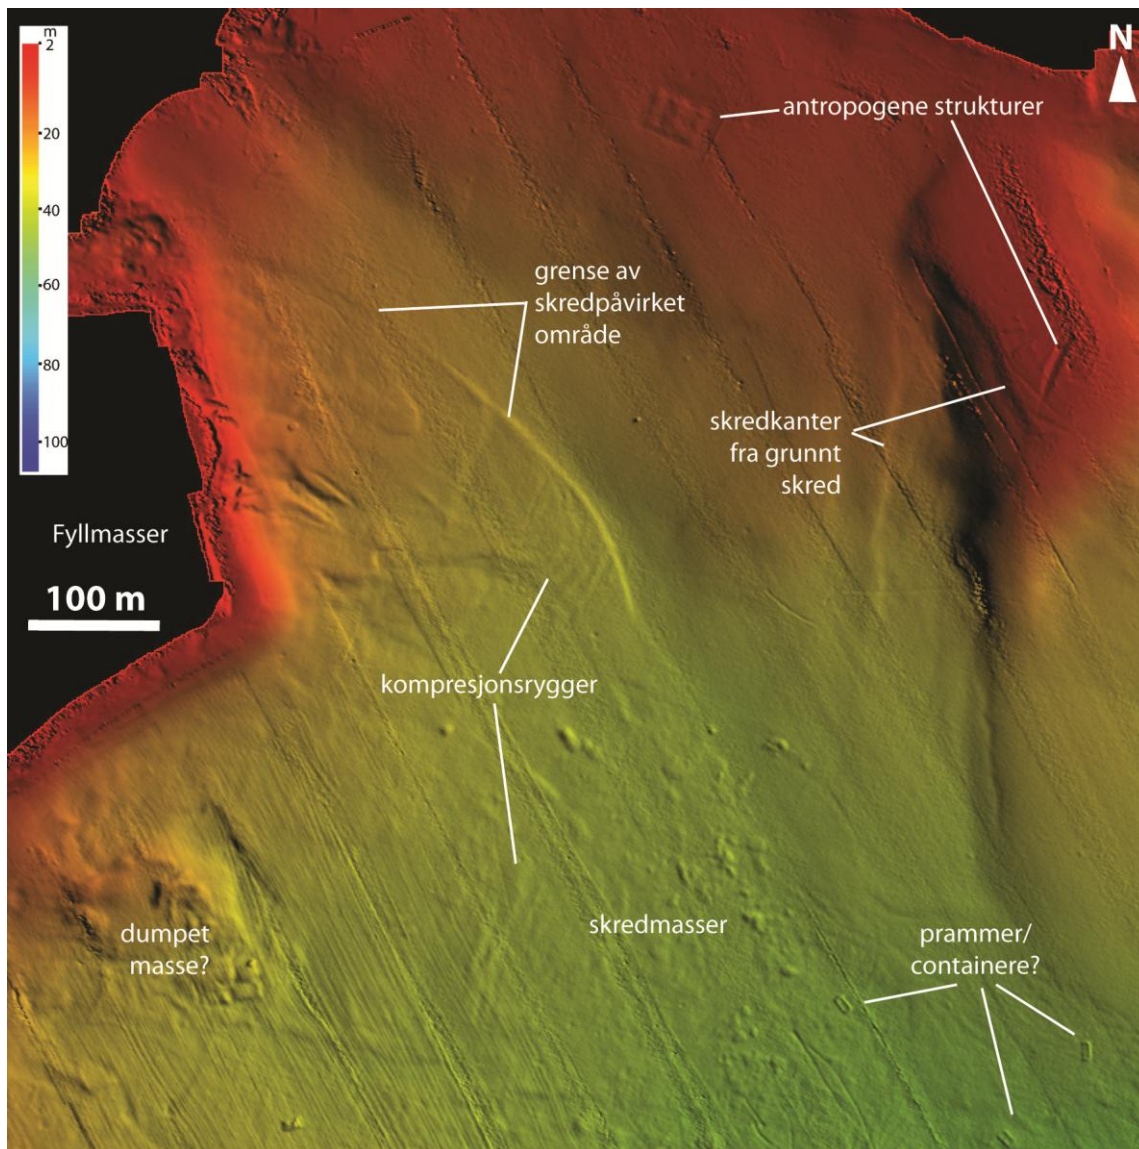 m
2
20
40
60
80
100
N
antropogene strukturer
grense av
skredpåvirket
område
skredkanter
fra grunnt
skred
Fyllmasser
100 m
kompresjonsrygger
skredmasser
dumpet
masse?
prammer/
containere?